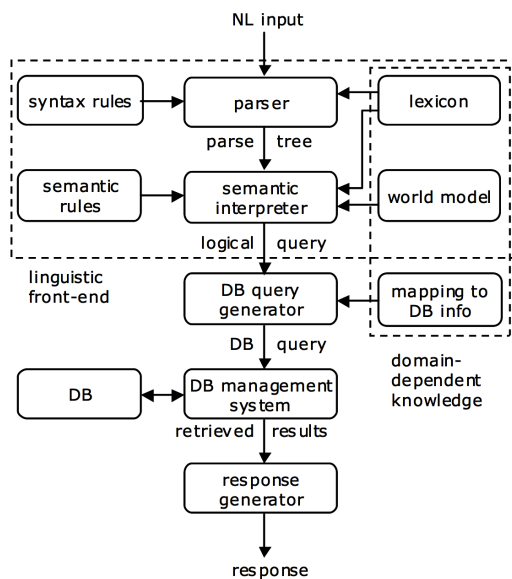 NL input
syntax rules
parser
lexicon
parse tree
semantic
rules
semantic
interpreter
world model
logical query
linguistic
front-end
DB query
generator
mapping to
DB info
DB query
domain-
dependent
knowledge
DB
DB management
system
retrieved results
response
generator
response